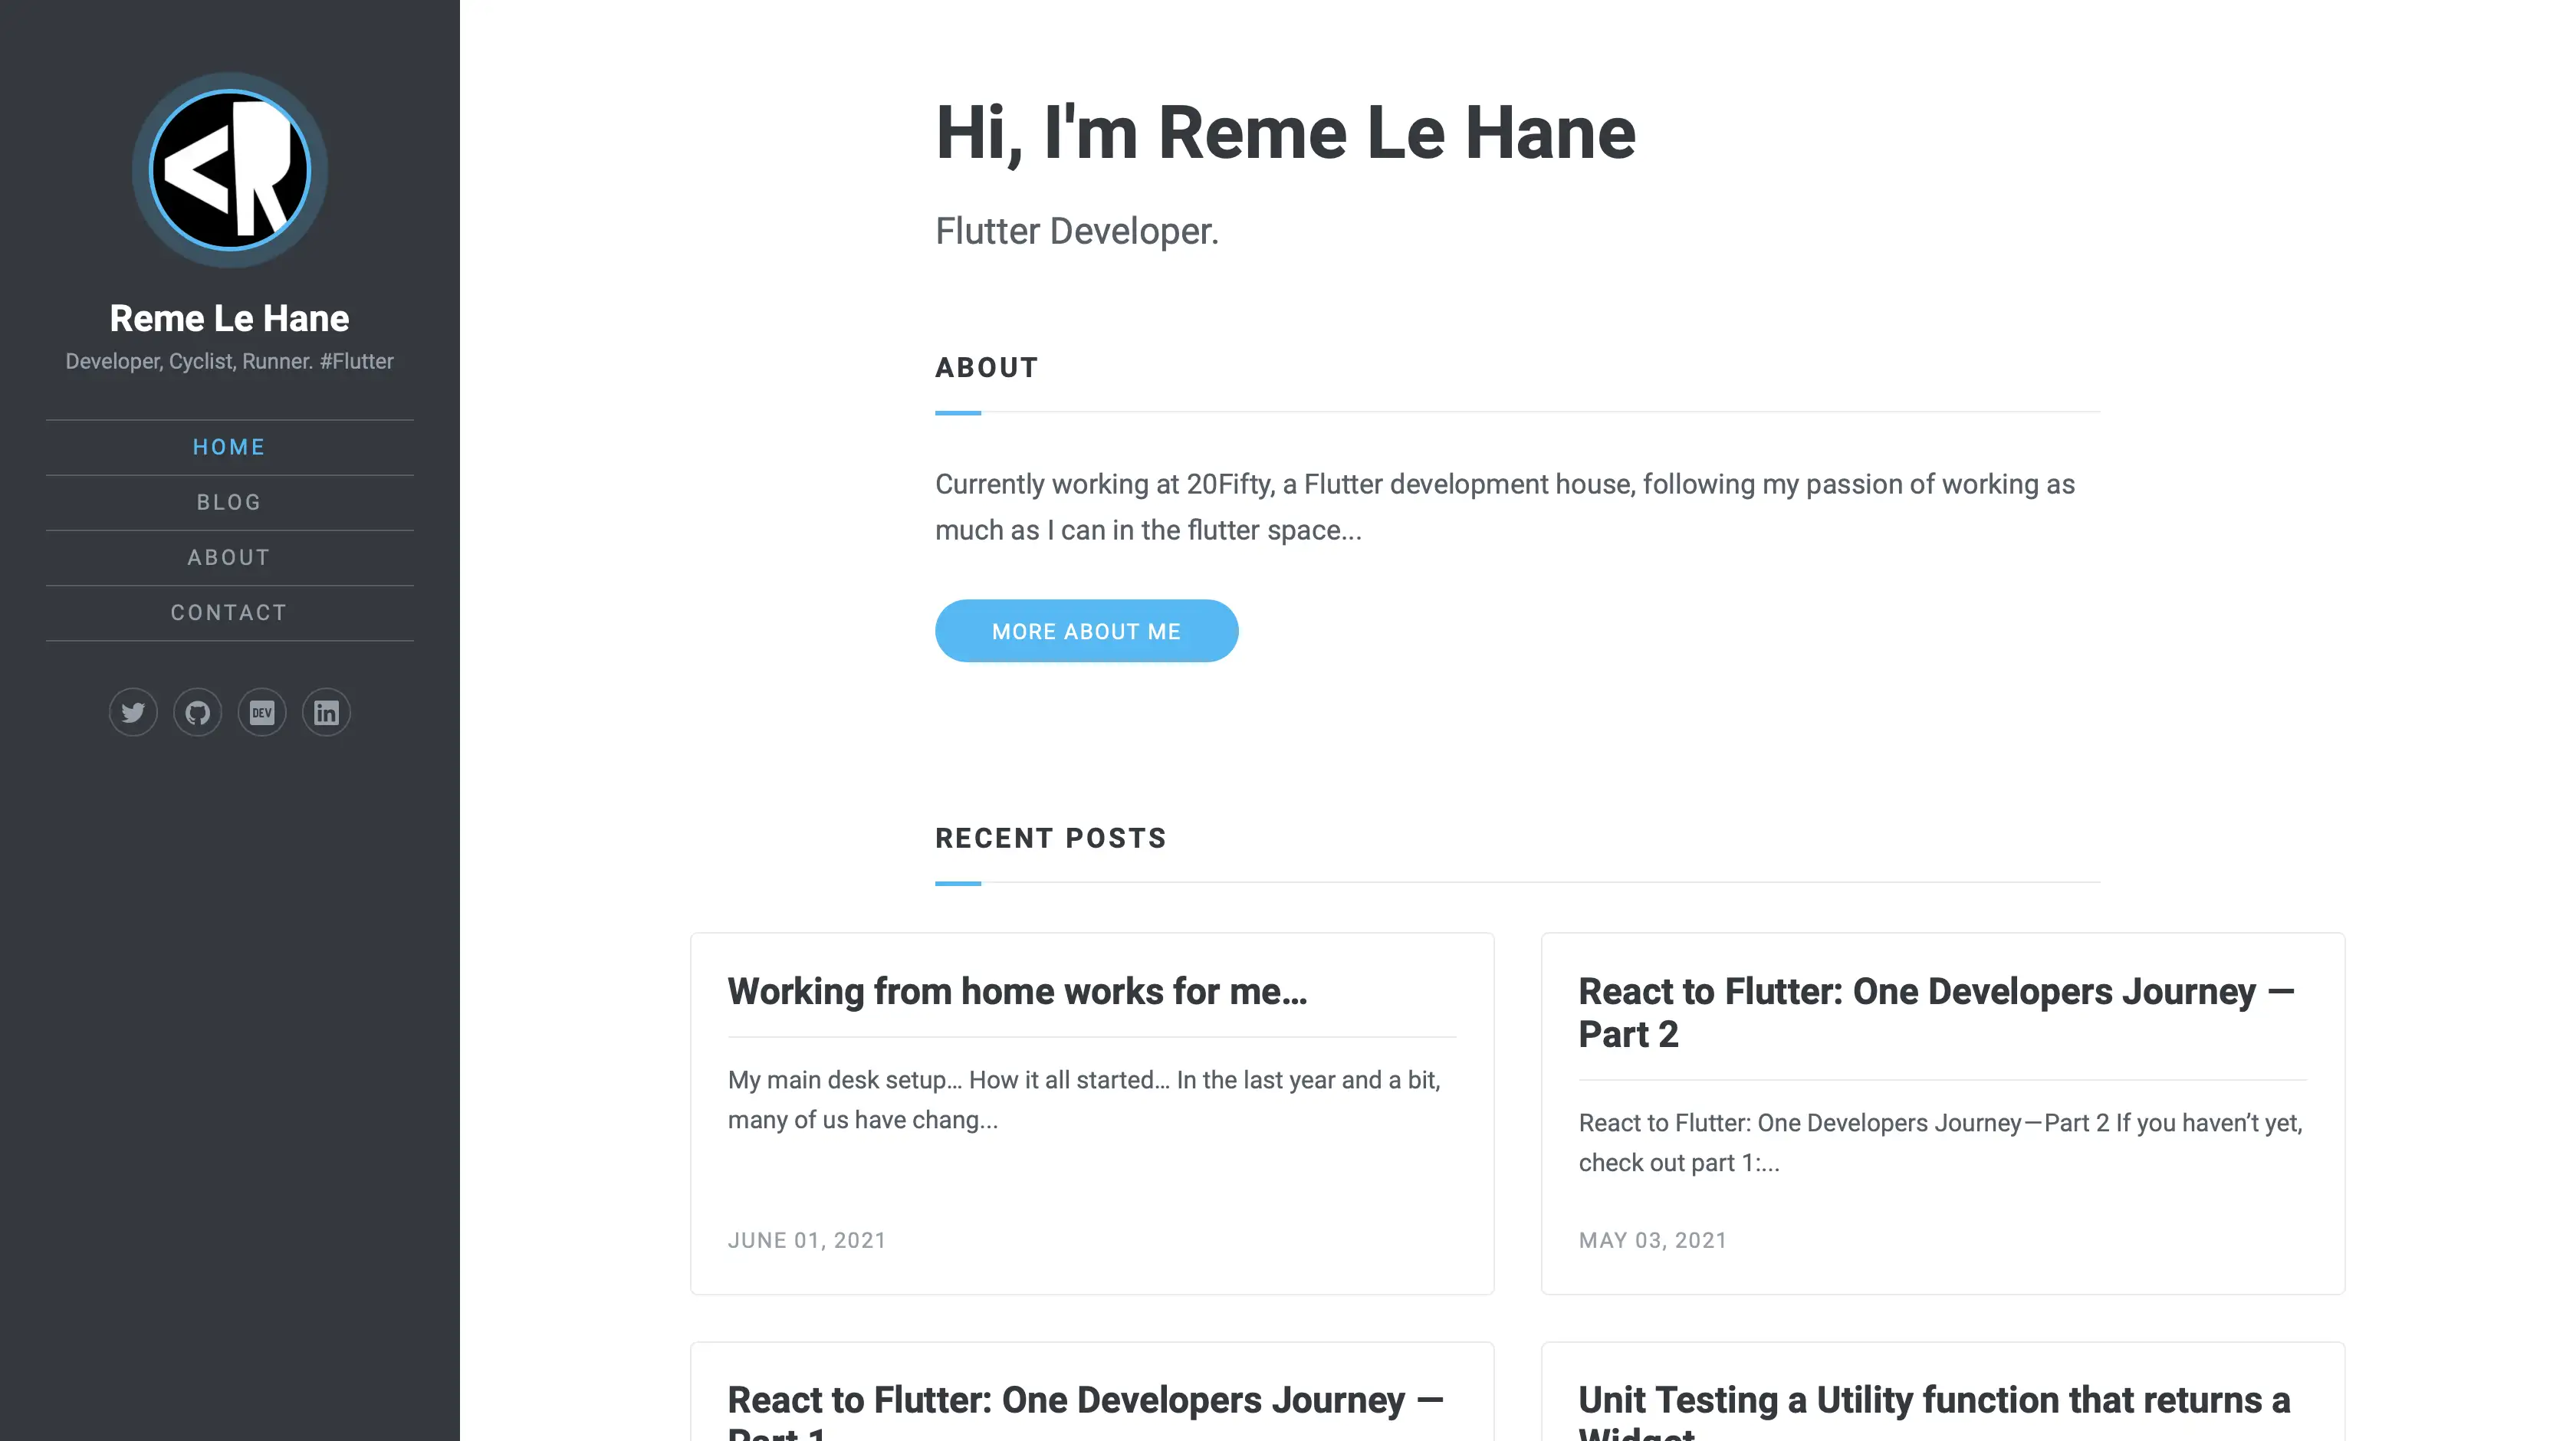 Reme Le Hane
Developer, Cyclist, Runner. #Flutter
HOME
BLOG
ABOUT
CONTACT
DEV
Hi, I'm Reme Le Hane
Flutter Developer.
ABOUT
Currently working at 20Fifty, a Flutter development house, following my passion of working as
much as I can in the flutter space...
MORE ABOUT ME
RECENT POSTS
Working from home works for me…
My main desk setup… How it all started… In the last year and a bit,
many of us have chang...
JUNE 01, 2021
React to Flutter: One Developers Journey —
Part 2
React to Flutter: One Developers Journey — Part 2 If you haven’t yet,
check out part 1:...
MAY 03, 2021
React to Flutter: One Developers Journey —
Part 1
Unit Testing a Utility function that returns a
Widget